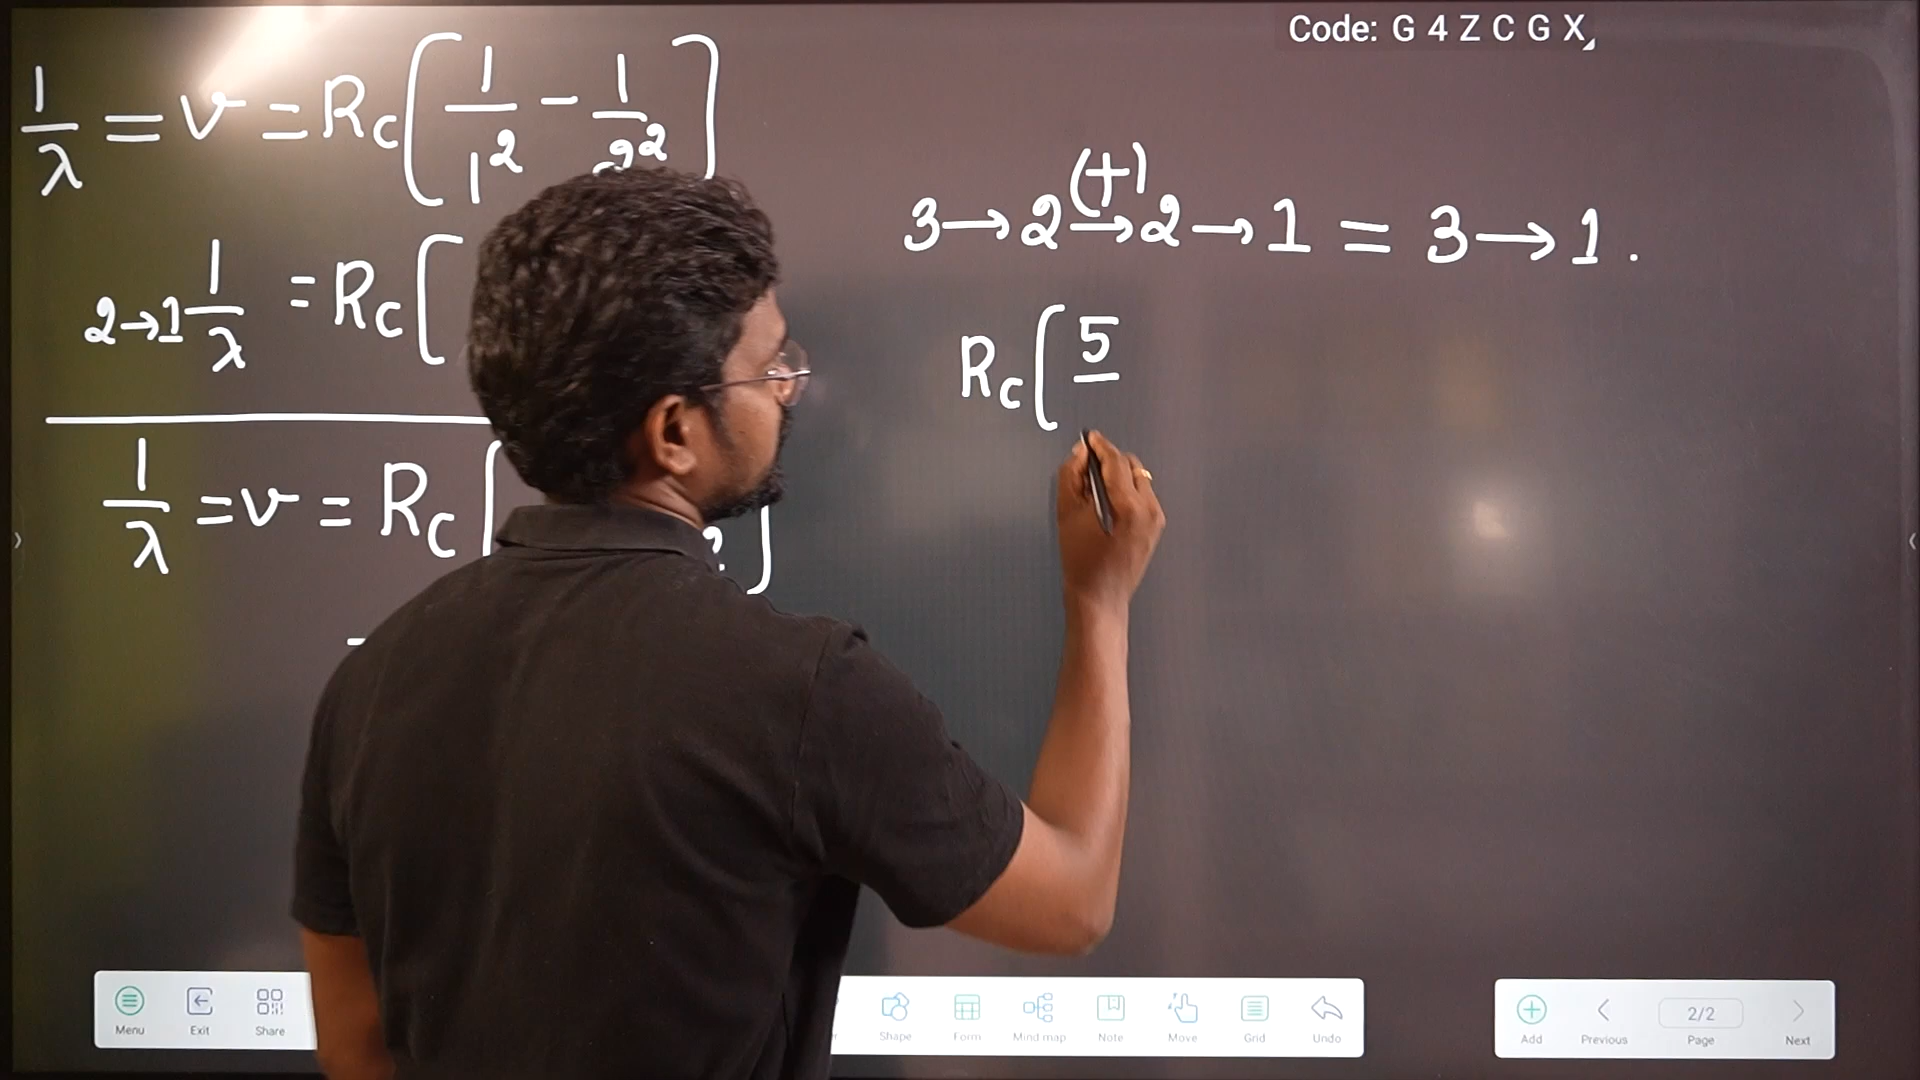 Code: G 4 Z C G X
1/λ = ν = Rc[1/1² - 1/2²]
2→1 1/λ = Rc[
1/λ = ν = Rc[
3→2 (+)→ 2→1 = 3→1.
Rc[5
Menu Exit Share Shape Form Mind map Note Move Grid Undo
Add Previous 2/2 Page Next